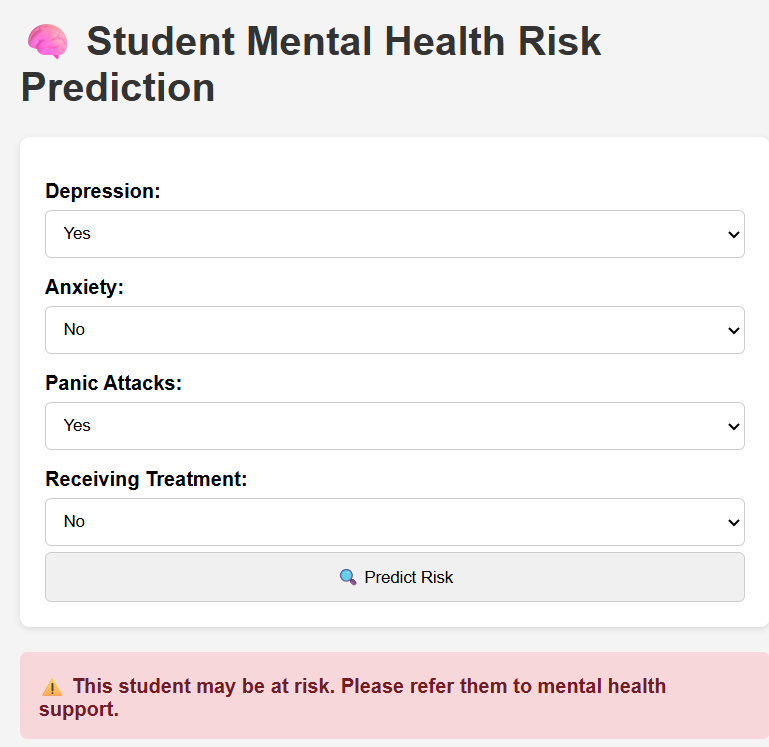 Student Mental Health Risk
Prediction
Depression:
Yes
Anxiety:
No
Panic Attacks:
Yes
Receiving Treatment:
No
Predict Risk
This student may be at risk. Please refer them to mental health
support.